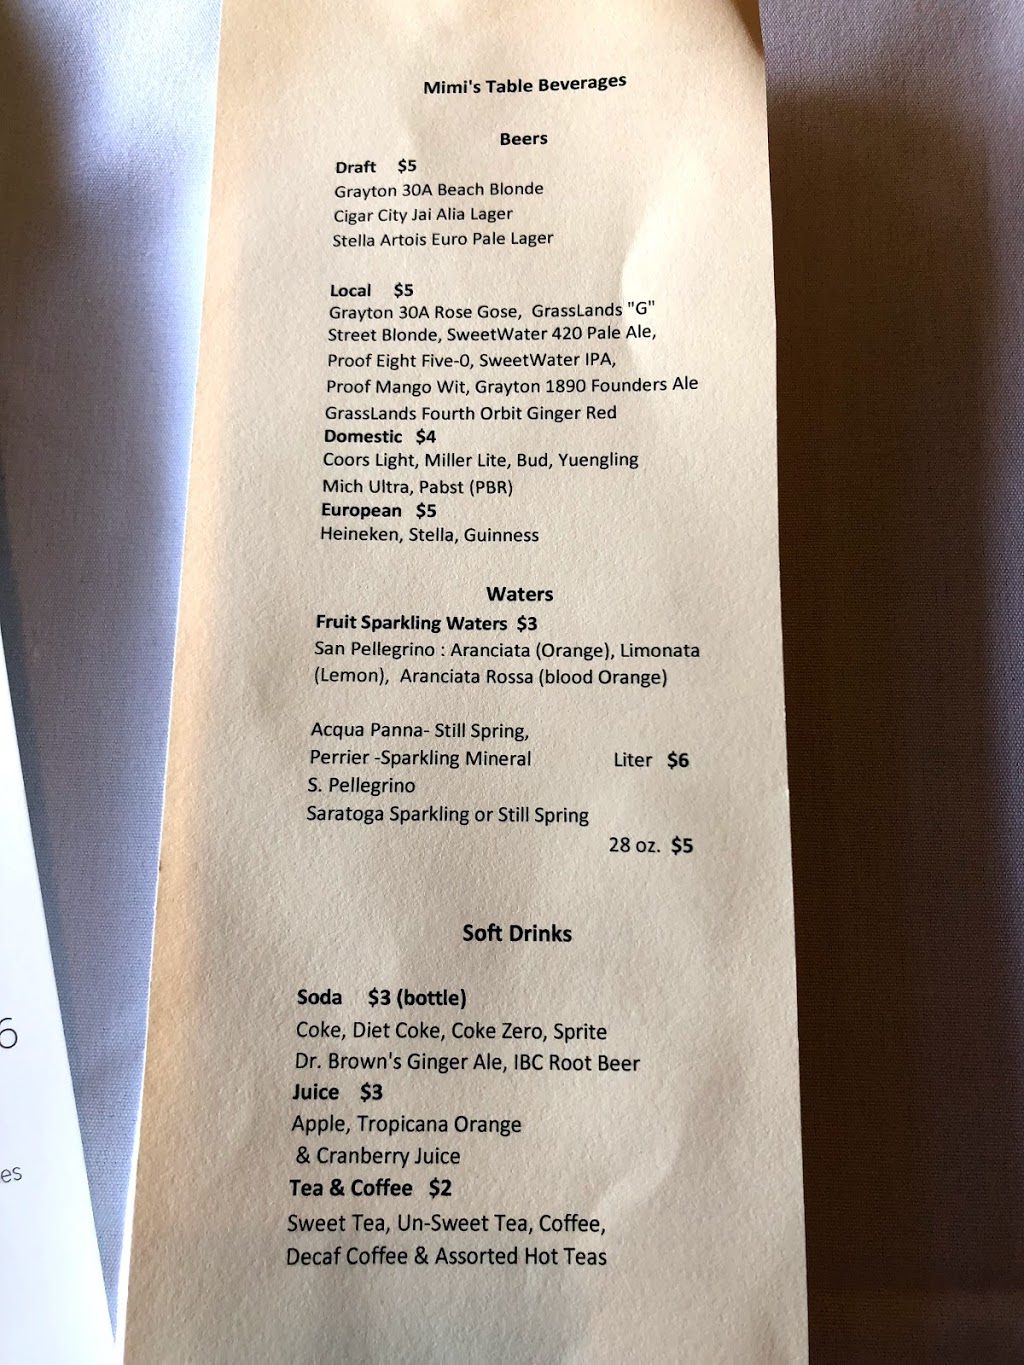 Mimi's Table Beverages
Beers
Draft $5
Grayton 30A Beach Blonde
Cigar City Jai Alia Lager
Stella Artois Euro Pale Lager
Local $5
Grayton 30A Rose Gose, GrassLands "G"
Street Blonde, SweetWater 420 Pale Ale,
Proof Eight Five-0, SweetWater IPA,
Proof Mango Wit, Grayton 1890 Founders Ale
GrassLands Fourth Orbit Ginger Red
Domestic $4
Coors Light, Miller Lite, Bud, Yuengling
Mich Ultra, Pabst (PBR)
European $5
Heineken, Stella, Guinness
Waters
Fruit Sparkling Waters $3
San Pellegrino : Aranciata (Orange), Limonata
(Lemon), Aranciata Rossa (blood Orange)
Acqua Panna- Still Spring,
Perrier -Sparkling Mineral Liter $6
S. Pellegrino
Saratoga Sparkling or Still Spring
28 oz. $5
Soft Drinks
Soda $3 (bottle)
Coke, Diet Coke, Coke Zero, Sprite
Dr. Brown's Ginger Ale, IBC Root Beer
Juice $3
Apple, Tropicana Orange
& Cranberry Juice
Tea & Coffee $2
Sweet Tea, Un-Sweet Tea, Coffee,
Decaf Coffee & Assorted Hot Teas
6
es